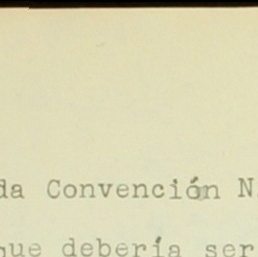 da Convención N
que debería ser